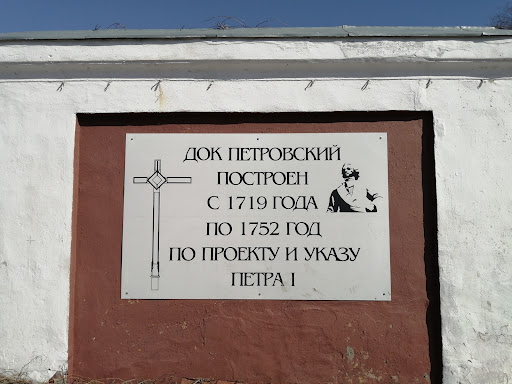 ДОК ПЕТРОВСКИЙ
ПОСТРОЕН
С 1719 ГОДА
ПО 1752 ГОД
ПО ПРОЕКТУ И УКАЗУ
ПЕТРА I